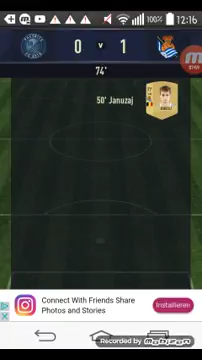 100% 12:16
0 v 1
74'
50' Januzaj
Connect With Friends Share
Photos and Stories
Installieren
Recorded by